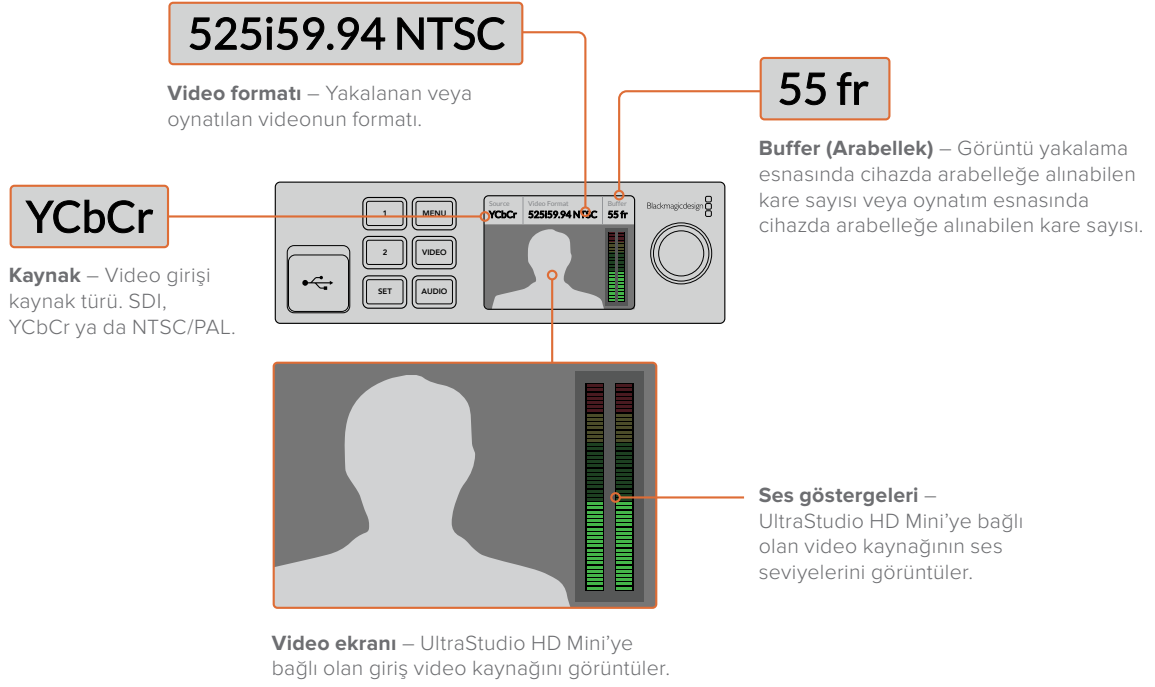 525i59.94 NTSC
Video formatı – Yakalanan veya
oynatılan videonun formatı.
55 fr
Buffer (Arabellek) – Görüntü yakalama
esnasında cihazda arabelleğe alınabilen
kare sayısı veya oynatım esnasında
cihazda arabelleğe alınabilen kare sayısı.
YCbCr
Kaynak – Video girişi
kaynak türü. SDI,
YCbCr ya da NTSC/PAL.
1 MENU
2 VIDEO
SET AUDIO
Source Video Format Buffer
YCbCr 525I59.94 NTSC 55 fr
Blackmagicdesign
Ses göstergeleri –
UltraStudio HD Mini’ye bağlı
olan video kaynağının ses
seviyelerini görüntüler.
Video ekranı – UltraStudio HD Mini’ye
bağlı olan giriş video kaynağını görüntüler.